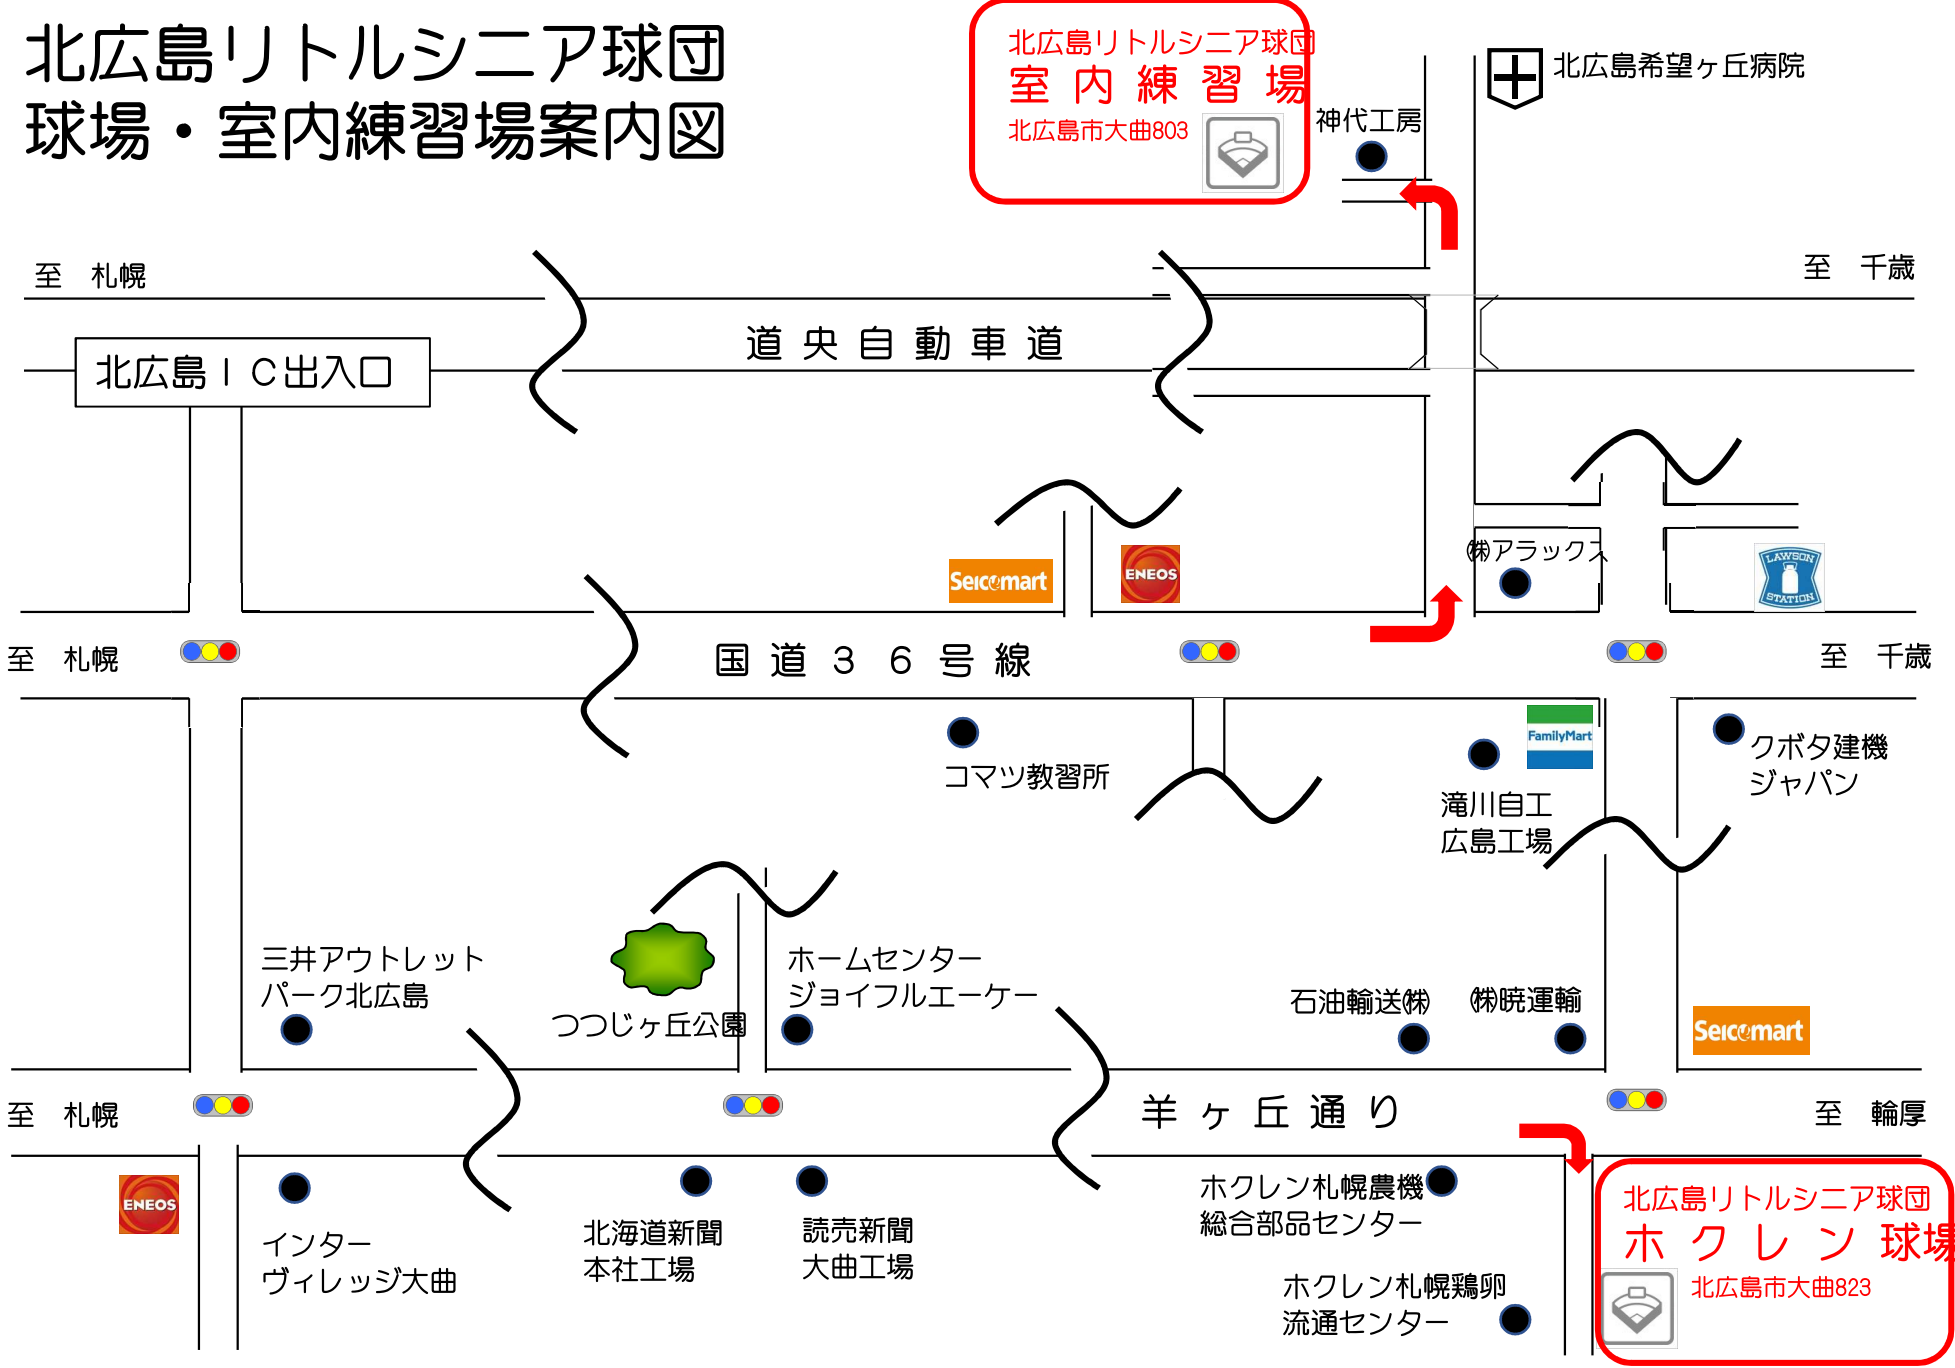 北広島リトルシニア球団
球場・室内練習場案内図
北広島リトルシニア球団
室内練習場
北広島市大曲803
神代工房
北広島希望ヶ丘病院
至 札幌
至 千歳
道央自動車道
北広島IC出入口
Seicomart
ENEOS
㈱アラックス
LAWSON
STATION
至 札幌
国道36号線
至 千歳
コマツ教習所
FamilyMart
滝川自工
広島工場
クボタ建機
ジャパン
三井アウトレット
パーク北広島
つつじヶ丘公園
ホームセンター
ジョイフルエーケー
石油輸送㈱
㈱暁運輸
Seicomart
至 札幌
羊ヶ丘通り
至 輪厚
ENEOS
インター
ヴィレッジ大曲
北海道新聞
本社工場
読売新聞
大曲工場
ホクレン札幌農機
総合部品センター
ホクレン札幌鶏卵
流通センター
北広島リトルシニア球団
ホクレン球場
北広島市大曲823